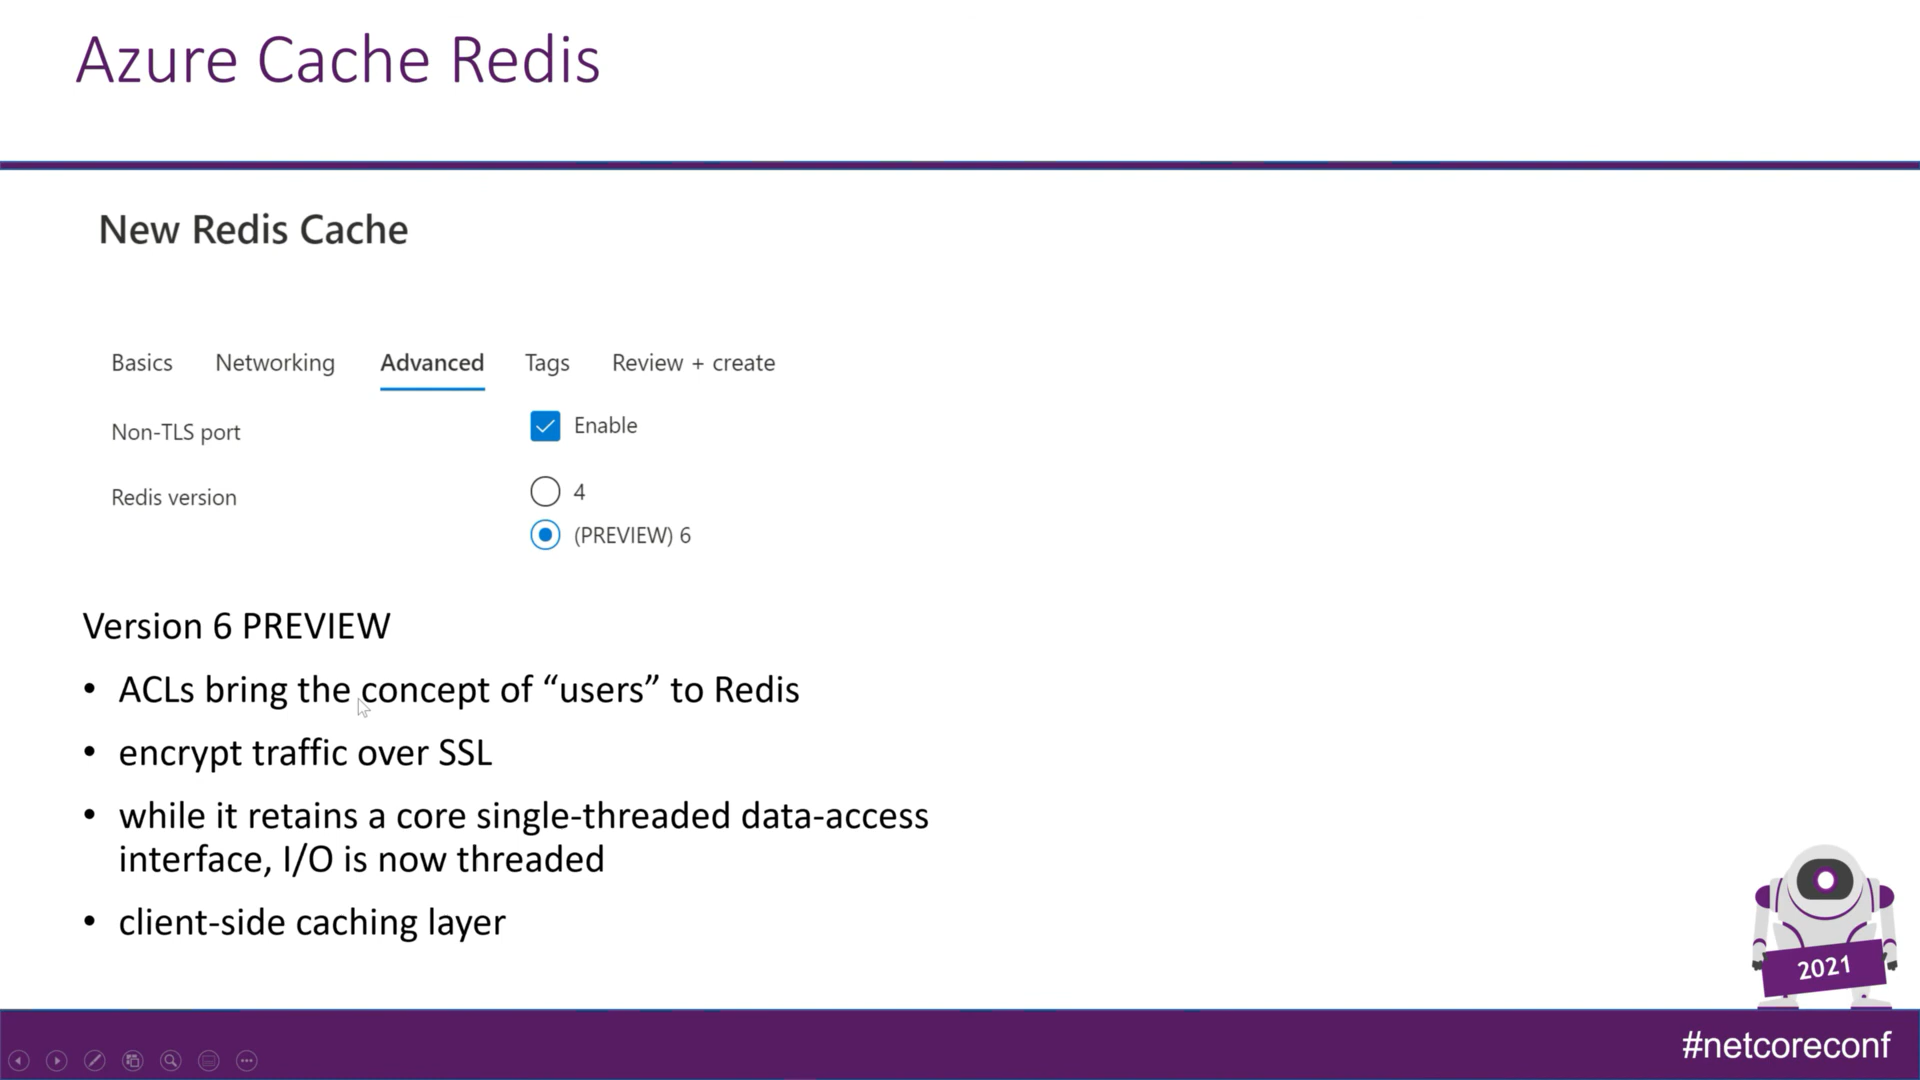 Azure Cache Redis
New Redis Cache
Basics Networking Advanced Tags Review + create
Non-TLS port Enable
Redis version 4
(PREVIEW) 6
Version 6 PREVIEW
• ACLs bring the concept of “users” to Redis
• encrypt traffic over SSL
• while it retains a core single-threaded data-access
interface, I/O is now threaded
• client-side caching layer
2021
#netcoreconf